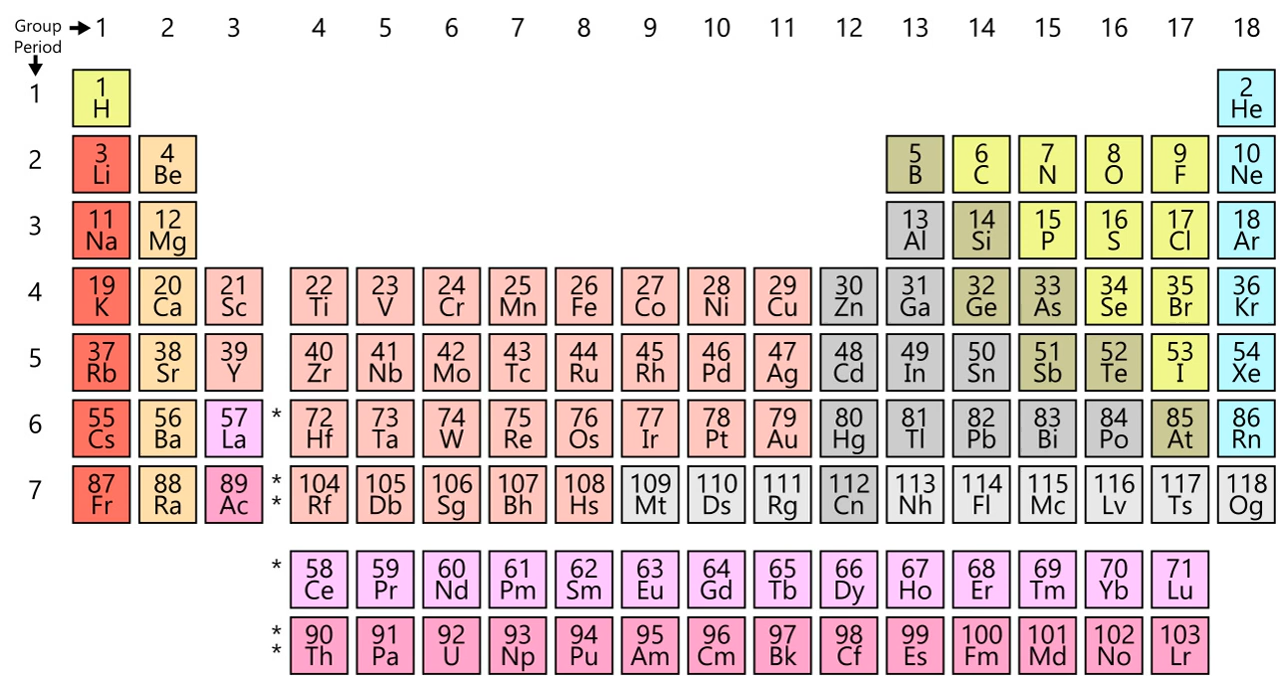 Group → 1 2 3 4 5 6 7 8 9 10 11 12 13 14 15 16 17 18
Period
↓
1 2
1 H He
3 4 5 6 7 8 9 10
2 Li Be B C N O F Ne
11 12 13 14 15 16 17 18
3 Na Mg Al Si P S Cl Ar
19 20 21 22 23 24 25 26 27 28 29 30 31 32 33 34 35 36
4 K Ca Sc Ti V Cr Mn Fe Co Ni Cu Zn Ga Ge As Se Br Kr
37 38 39 40 41 42 43 44 45 46 47 48 49 50 51 52 53 54
5 Rb Sr Y Zr Nb Mo Tc Ru Rh Pd Ag Cd In Sn Sb Te I Xe
55 56 57 * 72 73 74 75 76 77 78 79 80 81 82 83 84 85 86
6 Cs Ba La Hf Ta W Re Os Ir Pt Au Hg Tl Pb Bi Po At Rn
87 88 89 * 104 105 106 107 108 109 110 111 112 113 114 115 116 117 118
7 Fr Ra Ac * Rf Db Sg Bh Hs Mt Ds Rg Cn Nh Fl Mc Lv Ts Og
* 58 59 60 61 62 63 64 65 66 67 68 69 70 71
Ce Pr Nd Pm Sm Eu Gd Tb Dy Ho Er Tm Yb Lu
* 90 91 92 93 94 95 96 97 98 99 100 101 102 103
* Th Pa U Np Pu Am Cm Bk Cf Es Fm Md No Lr